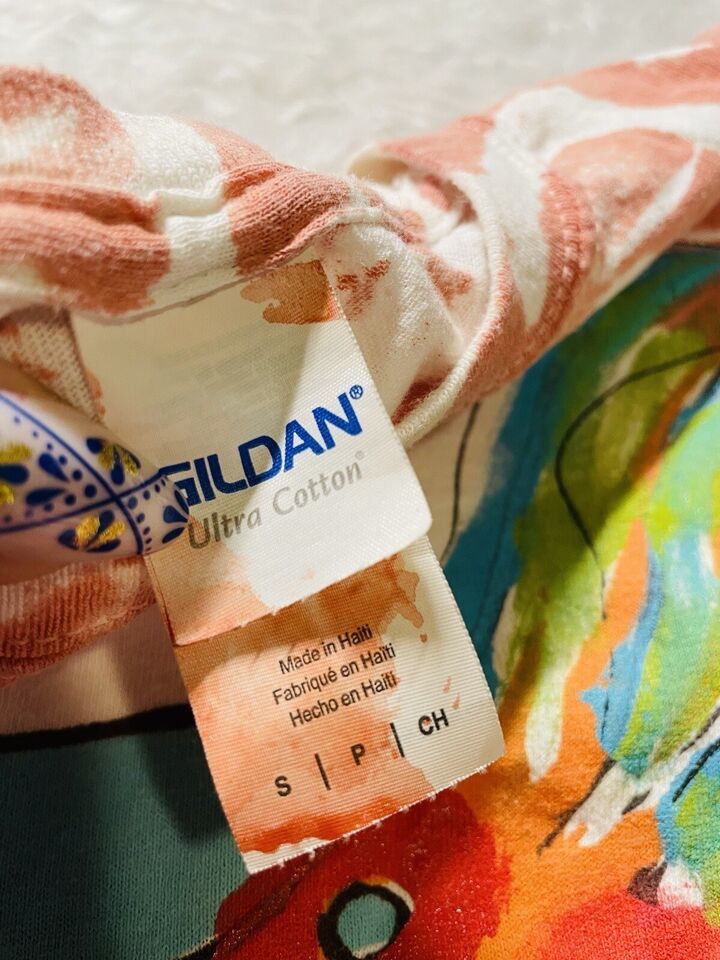 GILDAN®
Ultra Cotton®
Made in Haiti
Fabriqué en Haïti
Hecho en Haití
S | P | CH